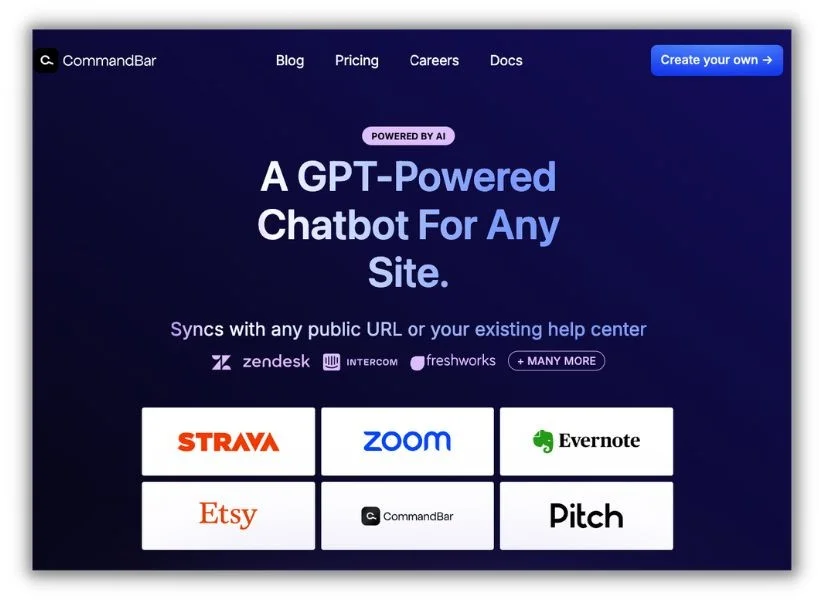 CommandBar
Blog Pricing Careers Docs
Create your own →
POWERED BY AI
A GPT-Powered
Chatbot For Any
Site.
Syncs with any public URL or your existing help center
zendesk INTERCOM freshworks + MANY MORE
STRAVA zoom Evernote
Etsy CommandBar Pitch